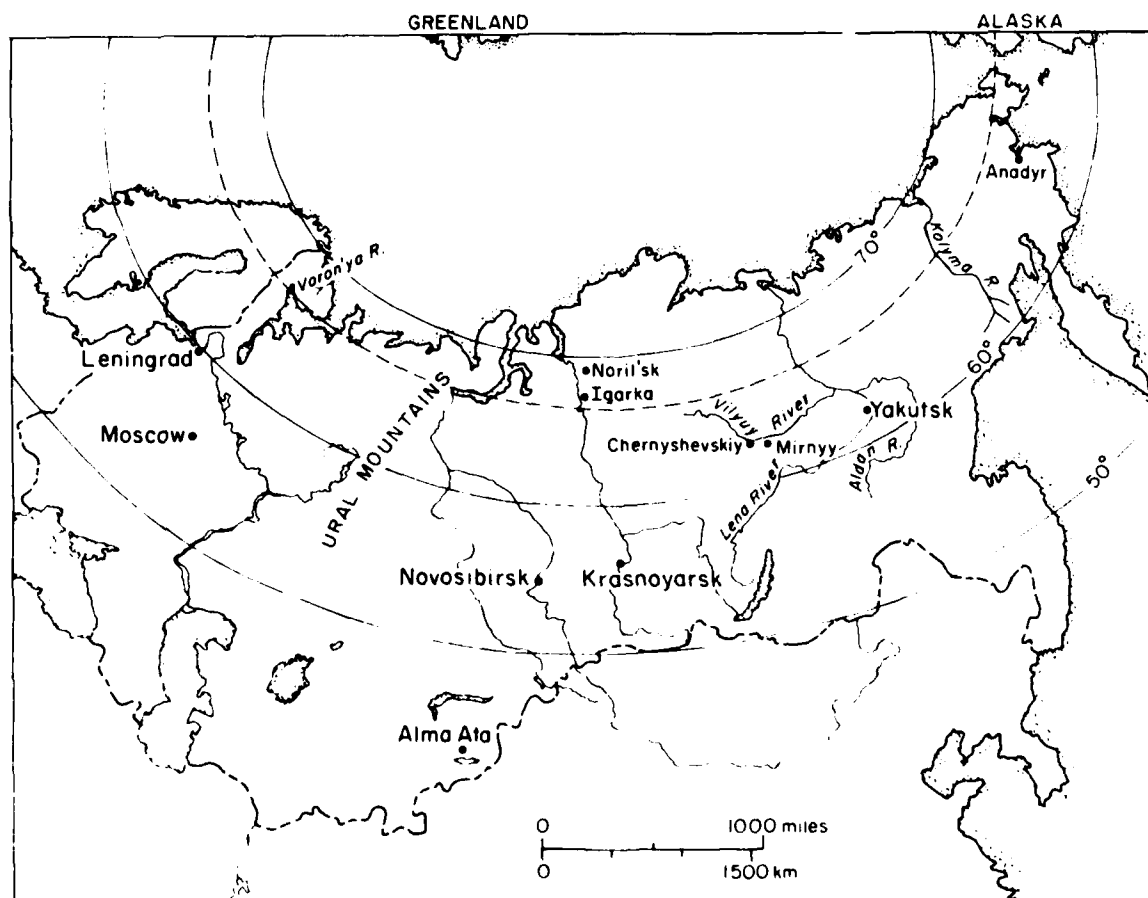 GREENLAND
ALASKA
Anadyr
Kolyma R.
Voron'ya R.
70°
60°
50°
Leningrad
Noril'sk
Igarka
Vilyuy River
Yakutsk
Moscow
Chernyshevskiy
Mirnyy
Aldan R.
URAL MOUNTAINS
Lena River
Novosibirsk
Krasnoyarsk
Alma Ata
0 1000 miles
0 1500 km